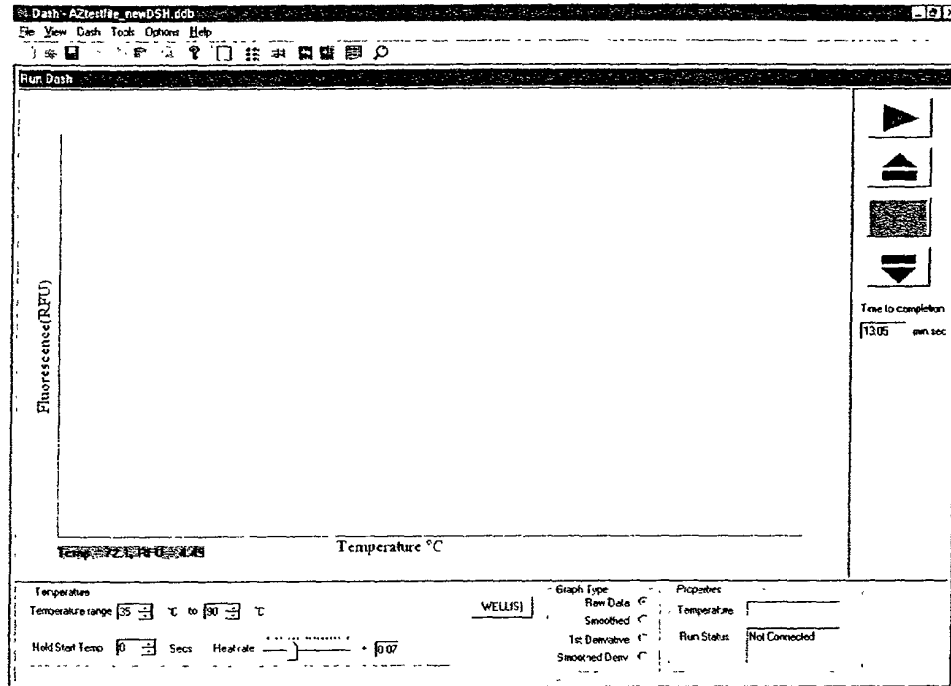 Dash - AZtestfile_newDSH.ddb
File View Dash Tools Options Help
Run Dash
Fluorescence(RFU)
Time to completion
13.05 min.sec
Temperature °C
Temperature
Temperature range 35 °C to 90 °C
Hold Start Temp 0 Secs Heat rate 0.07
WELL(S)
Graph Type
Raw Data
Smoothed
1st Derivative
Smoothed Deriv
Properties
Temperature
Run Status Not Connected